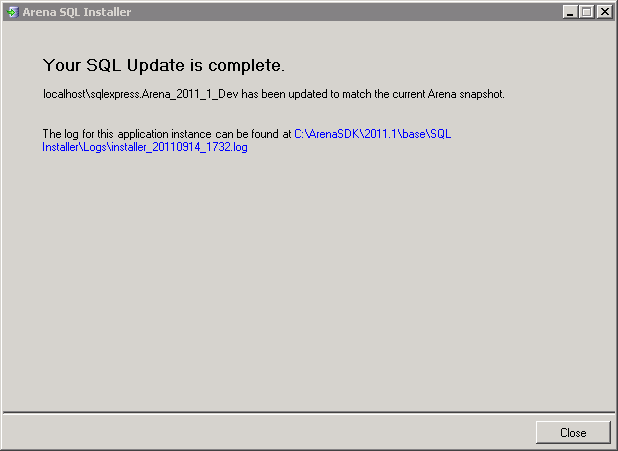 Arena SQL Installer
Your SQL Update is complete.
localhost\sqlexpress.Arena_2011_1_Dev has been updated to match the current Arena snapshot.
The log for this application instance can be found at C:\ArenaSDK\2011.1\base\SQL
Installer\Logs\installer_20110914_1732.log
Close